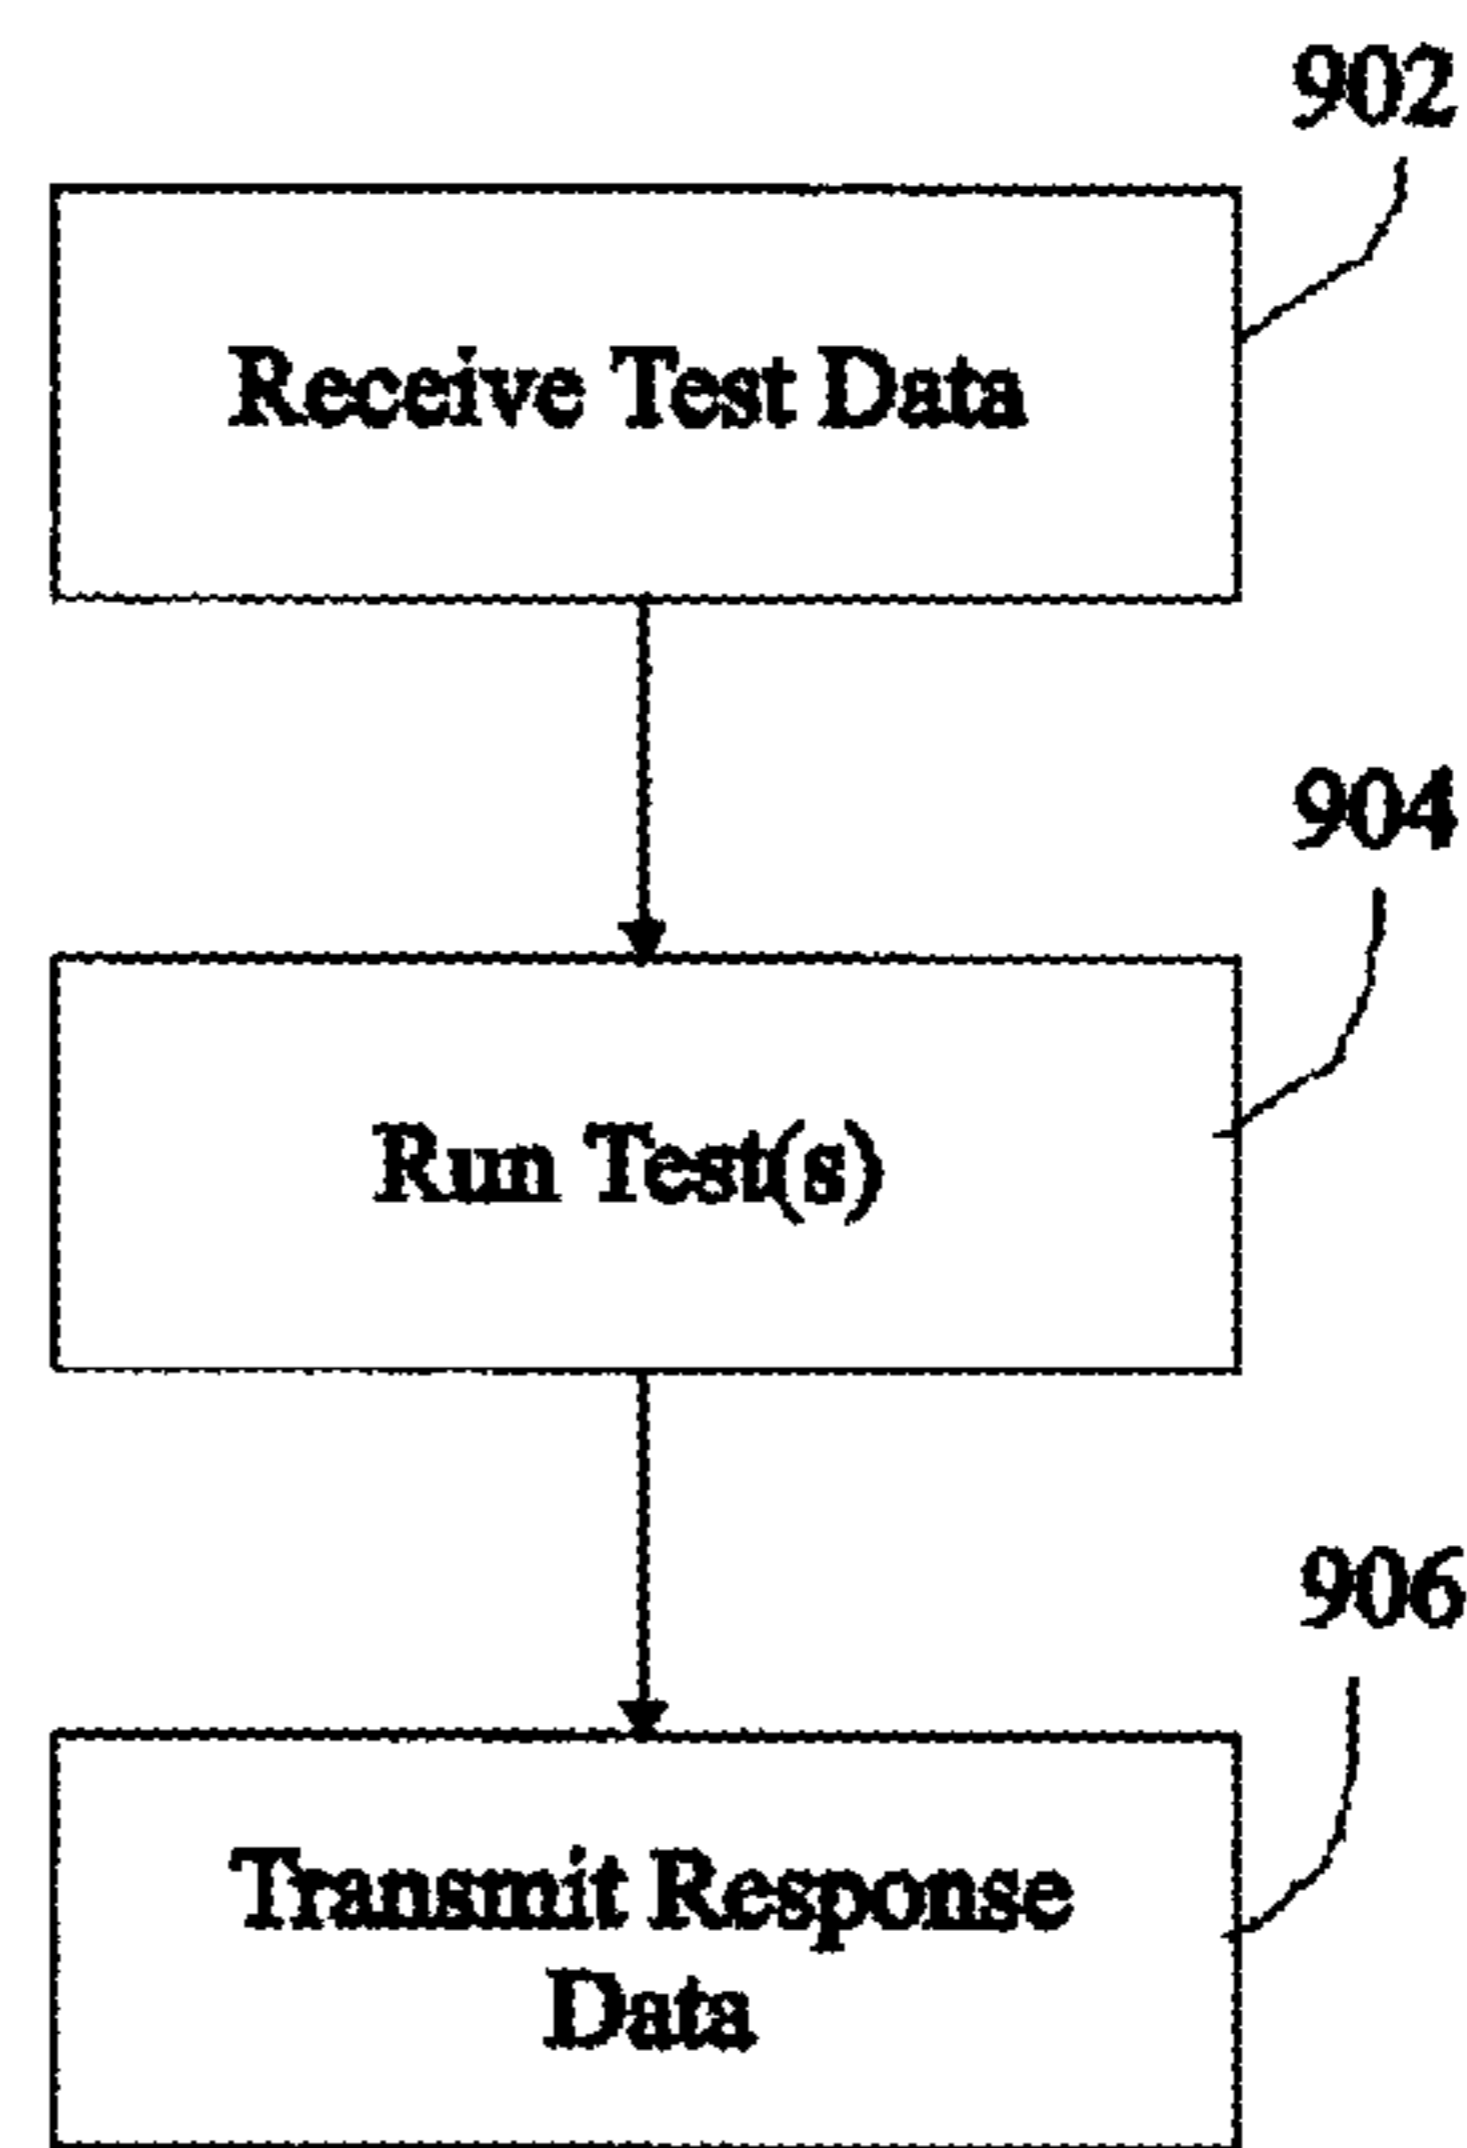 902
Receive Test Data
904
Run Test(s)
906
Transmit Response
Data